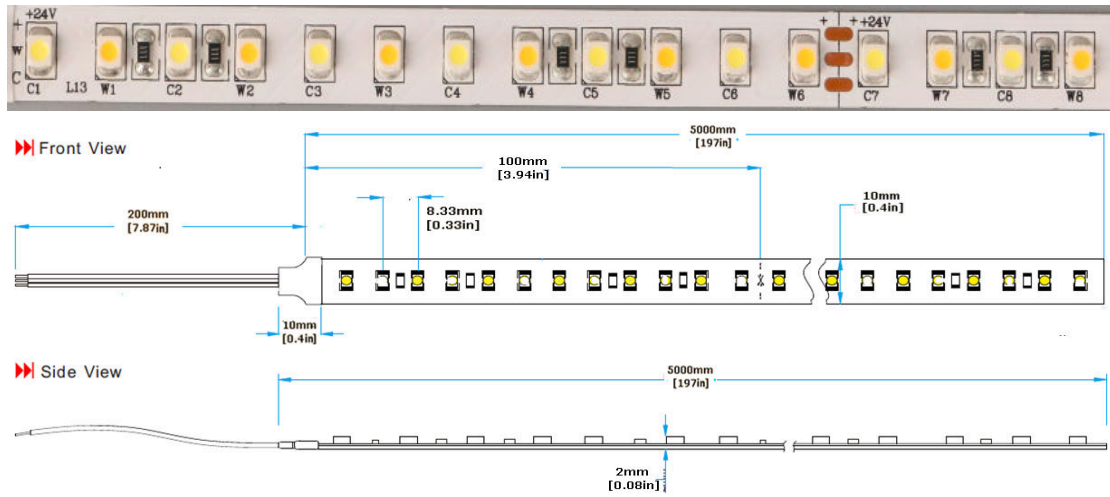 +24V
+
W
C
C1
L13
W1
C2
W2
C3
W3
C4
W4
C5
W5
C6
W6
+
+
+24V
C7
W7
C8
W8
Front View
5000mm
[197in]
100mm
[3.94in]
8.33mm
[0.33in]
10mm
[0.4in]
200mm
[7.87in]
10mm
[0.4in]
Side View
5000mm
[197in]
2mm
[0.08in]